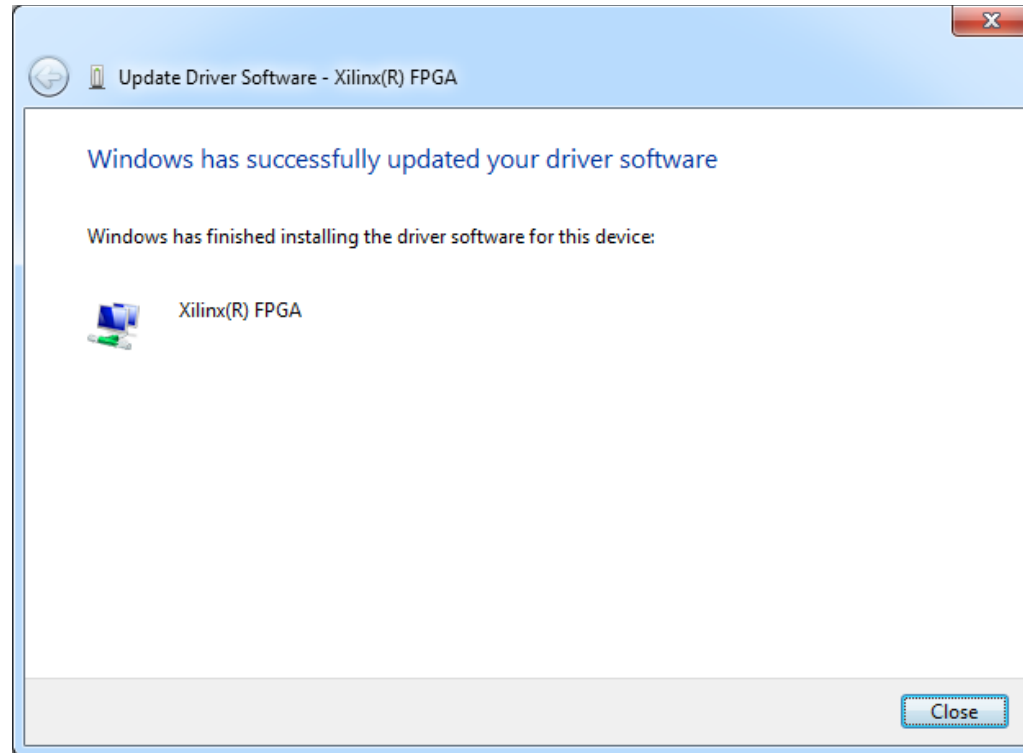 Update Driver Software - Xilinx(R) FPGA
Windows has successfully updated your driver software
Windows has finished installing the driver software for this device:
Xilinx(R) FPGA
Close